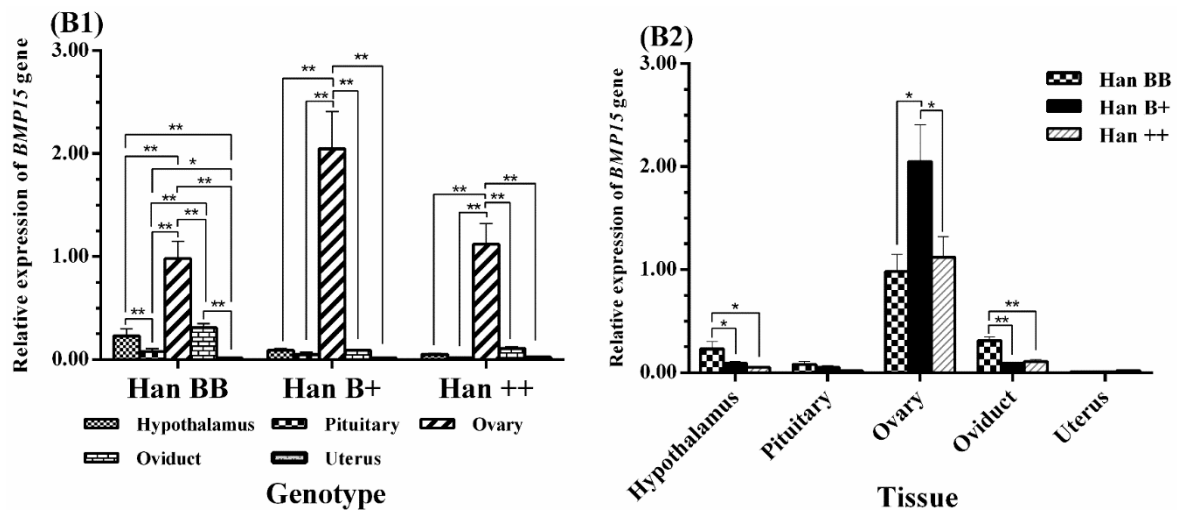 (B1)
Relative expression of BMP15 gene
3.00
2.00
1.00
0.00
**
**
*
**
**
**
**
**
**
**
**
**
**
**
**
**
**
Han BB
Han B+
Han ++
Hypothalamus
Pituitary
Ovary
Oviduct
Uterus
Genotype
(B2)
Relative expression of BMP15 gene
3.00
2.00
1.00
0.00
Han BB
Han B+
Han ++
*
*
*
*
**
**
Hypothalamus
Pituitary
Ovary
Oviduct
Uterus
Tissue